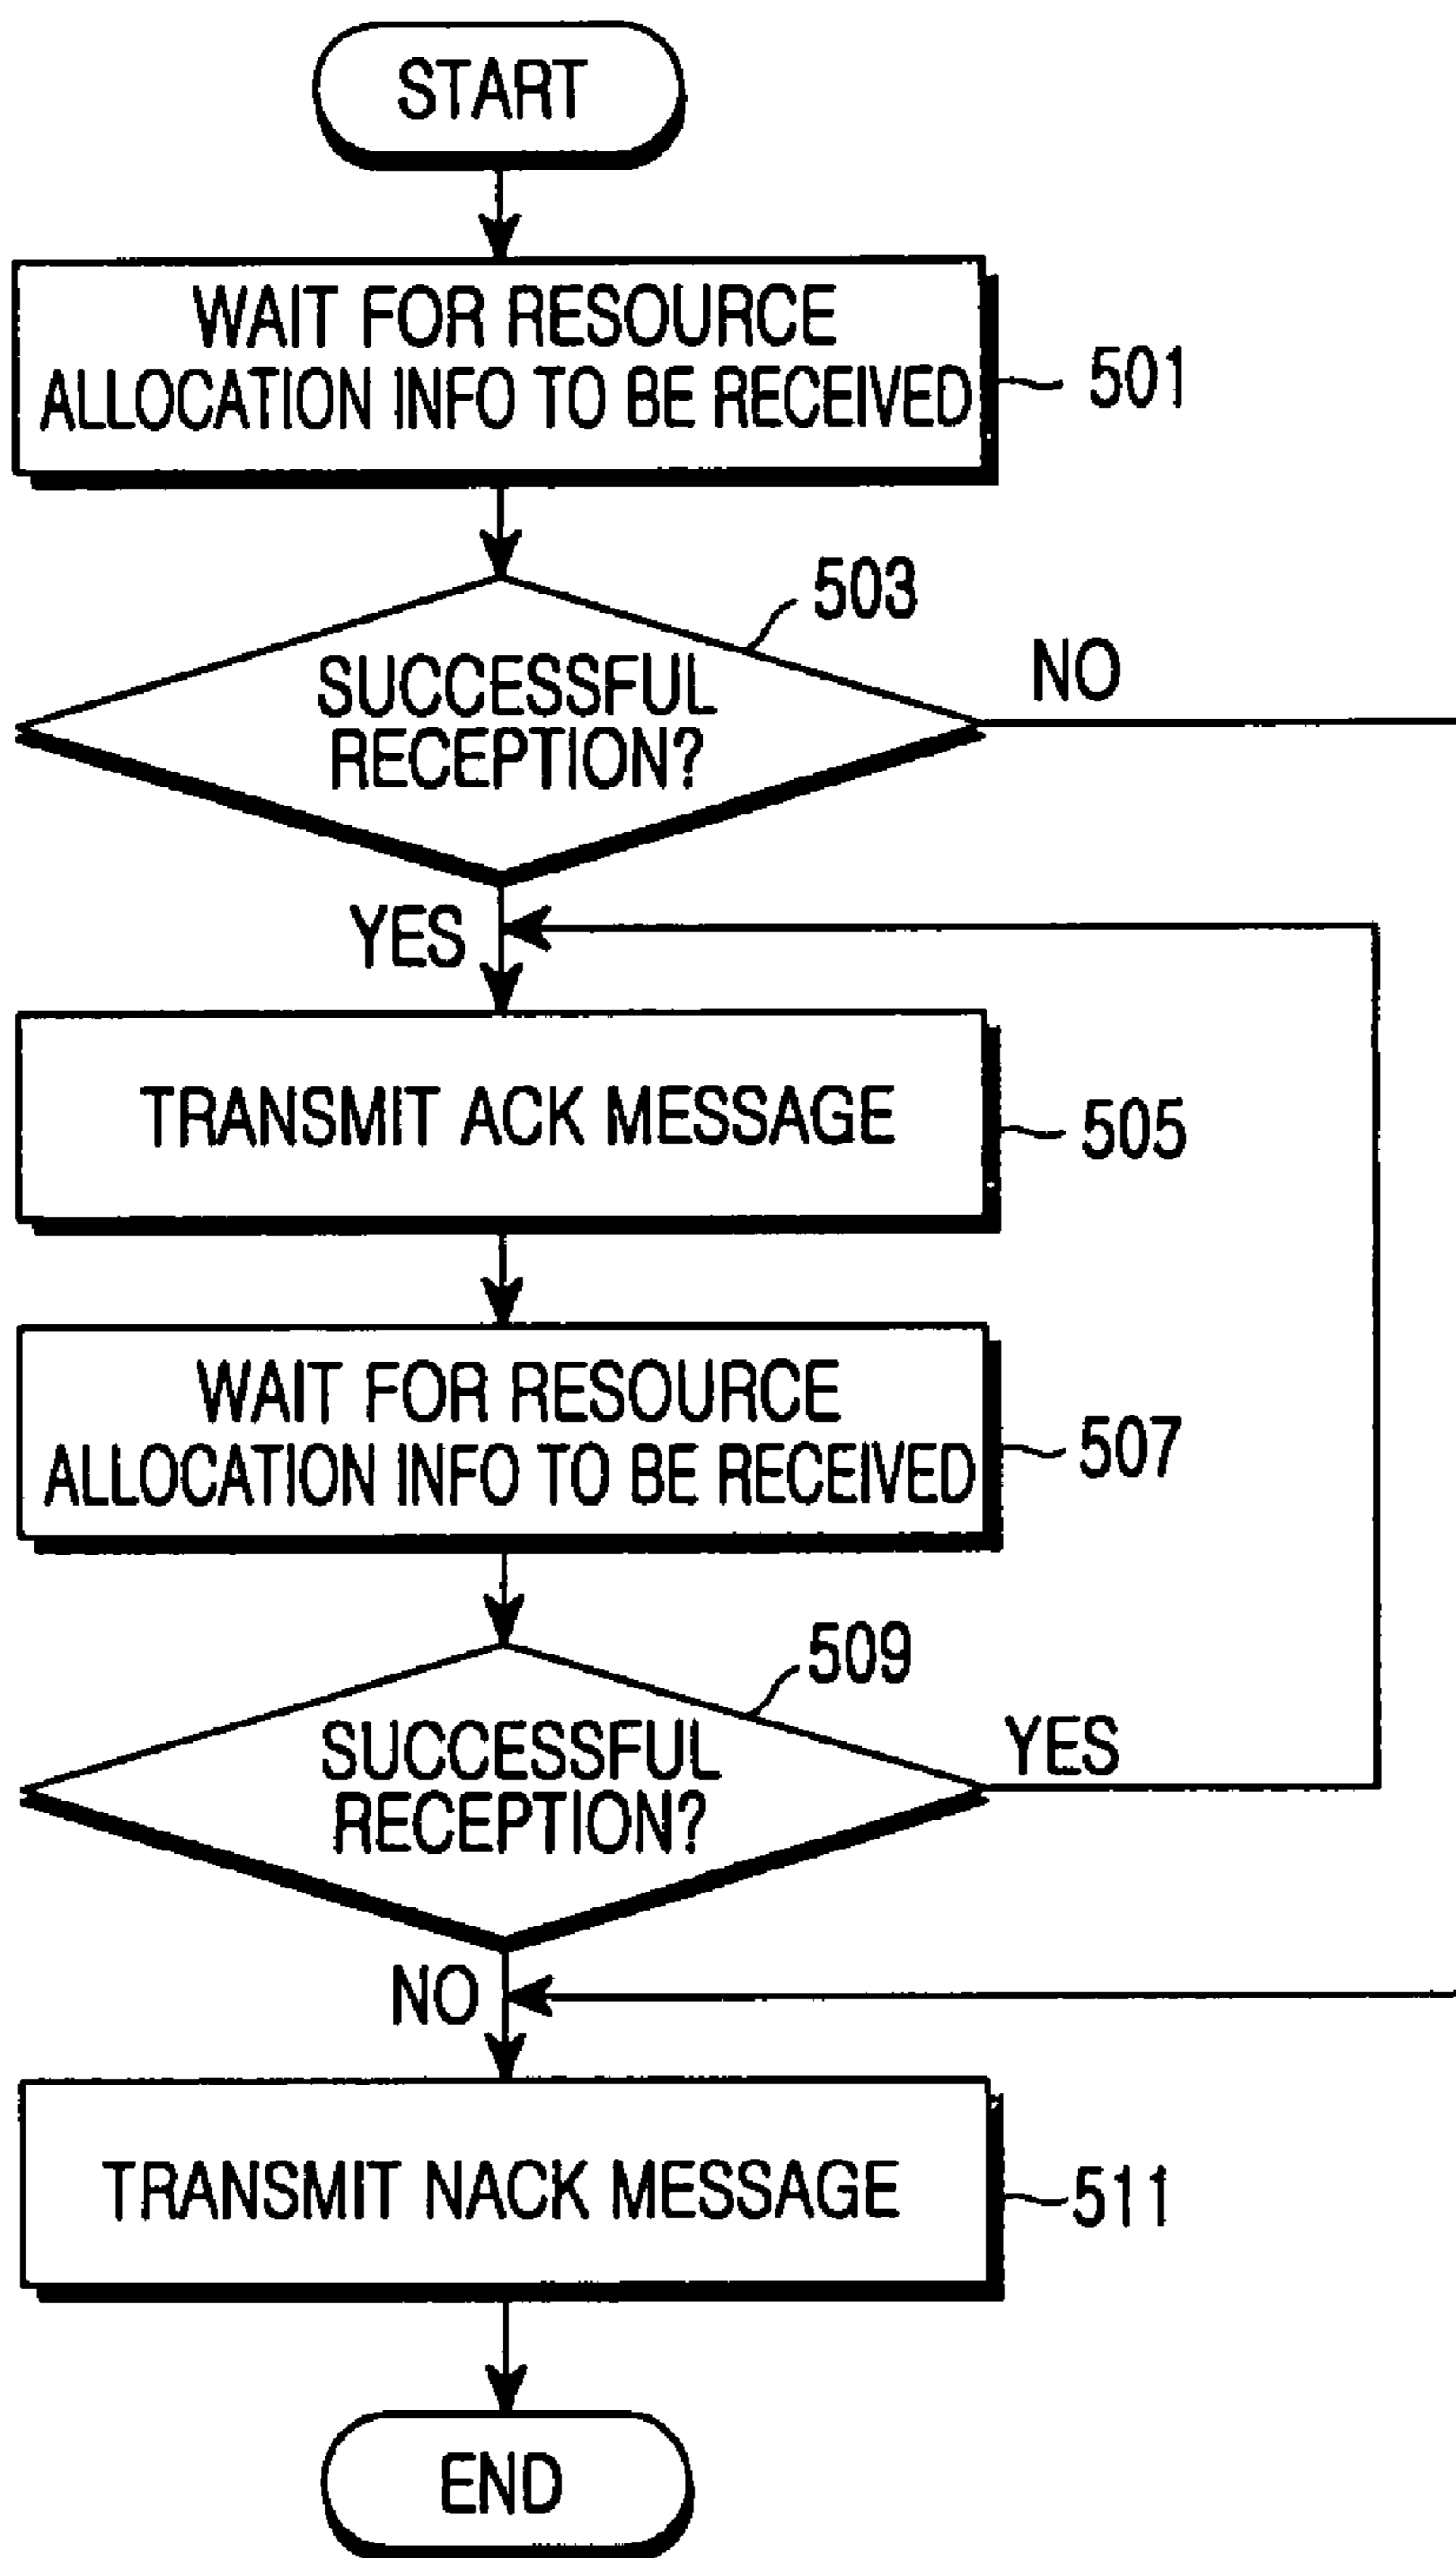 START
WAIT FOR RESOURCE
ALLOCATION INFO TO BE RECEIVED
501
503
SUCCESSFUL
RECEPTION?
NO
YES
TRANSMIT ACK MESSAGE
505
WAIT FOR RESOURCE
ALLOCATION INFO TO BE RECEIVED
507
509
SUCCESSFUL
RECEPTION?
YES
NO
TRANSMIT NACK MESSAGE
511
END